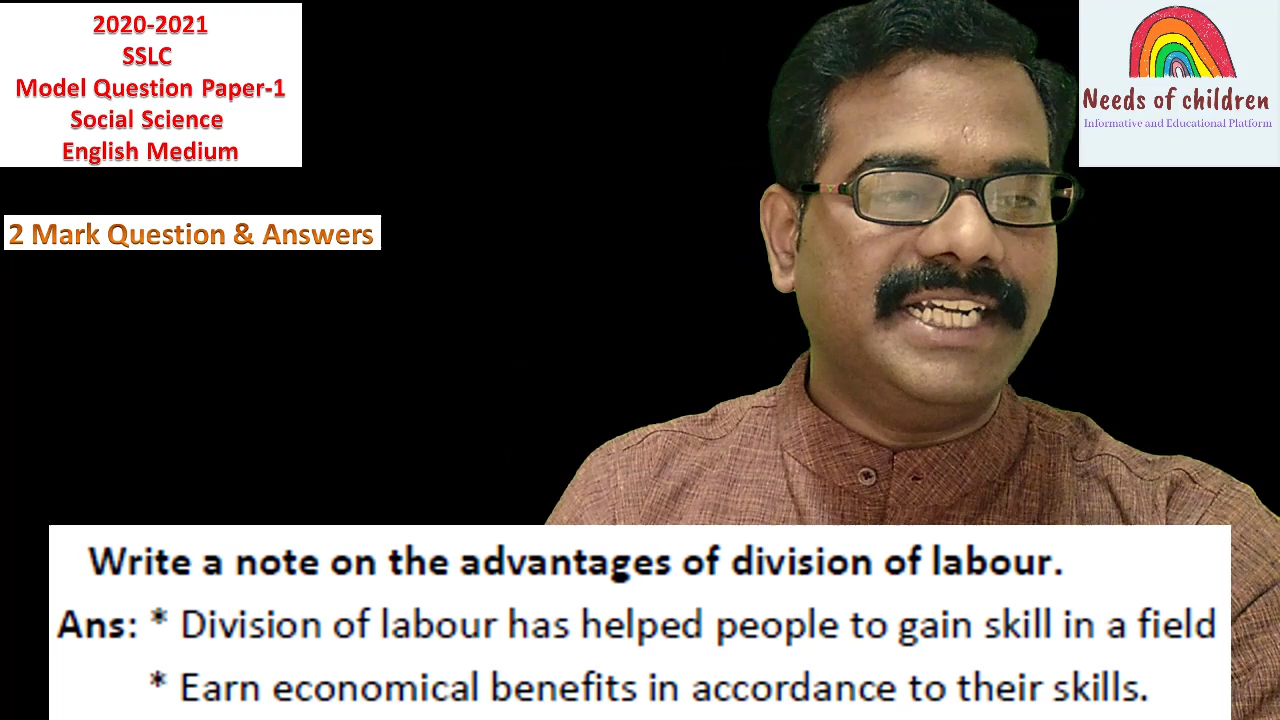 2020-2021
SSLC
Model Question Paper-1
Social Science
English Medium
Needs of children
Informative and Educational Platform
2 Mark Question & Answers
Write a note on the advantages of division of labour.
Ans: * Division of labour has helped people to gain skill in a field
* Earn economical benefits in accordance to their skills.